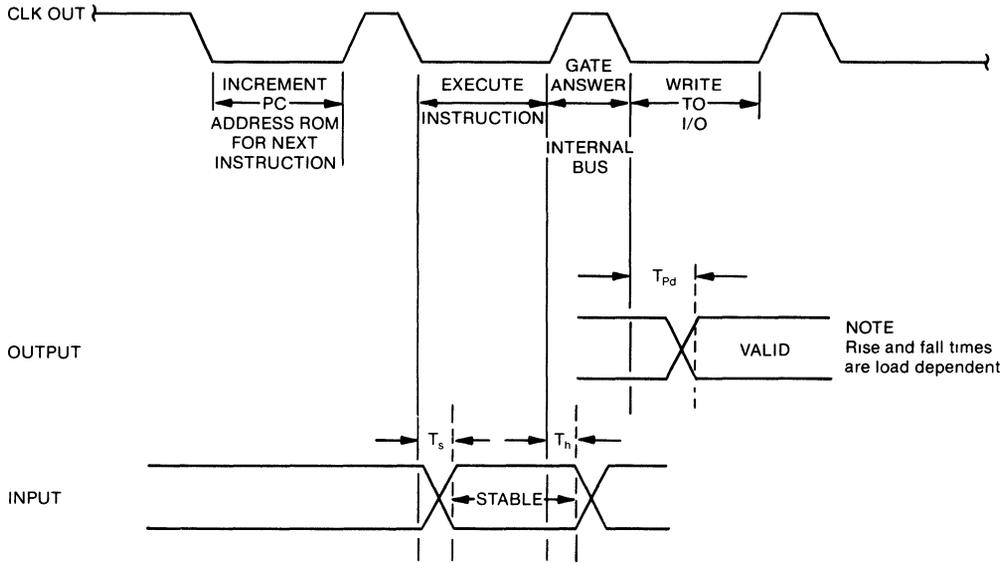 CLK OUT
INCREMENT
PC
ADDRESS ROM
FOR NEXT
INSTRUCTION
EXECUTE
INSTRUCTION
GATE
ANSWER
INTERNAL
BUS
WRITE
TO
I/O
TPd
OUTPUT
VALID
NOTE
Rise and fall times
are load dependent
Ts
Th
INPUT
STABLE